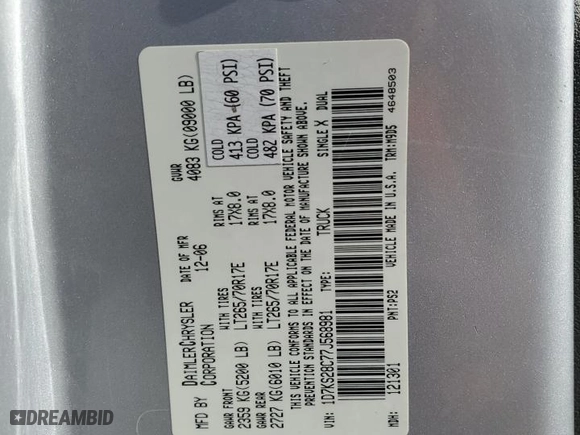 MFD BY DAIMLERCHRYSLER CORPORATION
DATE OF MFR 12-06
GVWR 4083 KG(09000 LB)
GAWR FRONT 2359 KG(5200 LB)
WITH TIRES LT265/70R17E
RIMS AT 17X8.0
COLD 413 KPA (60 PSI)
GAWR REAR 2727 KG(6010 LB)
WITH TIRES LT265/70R17E
RIMS AT 17X8.0
COLD 482 KPA (70 PSI)
THIS VEHICLE CONFORMS TO ALL APPLICABLE FEDERAL MOTOR VEHICLE SAFETY AND THEFT
PREVENTION STANDARDS IN EFFECT ON THE DATE OF MANUFACTURE SHOWN ABOVE.
1D7KS28C77J568981 TYPE: TRUCK SINGLE X DUAL
MDH: 121301 PNT:PS2 VEHICLE MADE IN U.S.A. TRM:M9D5 4648503
DREAMBID